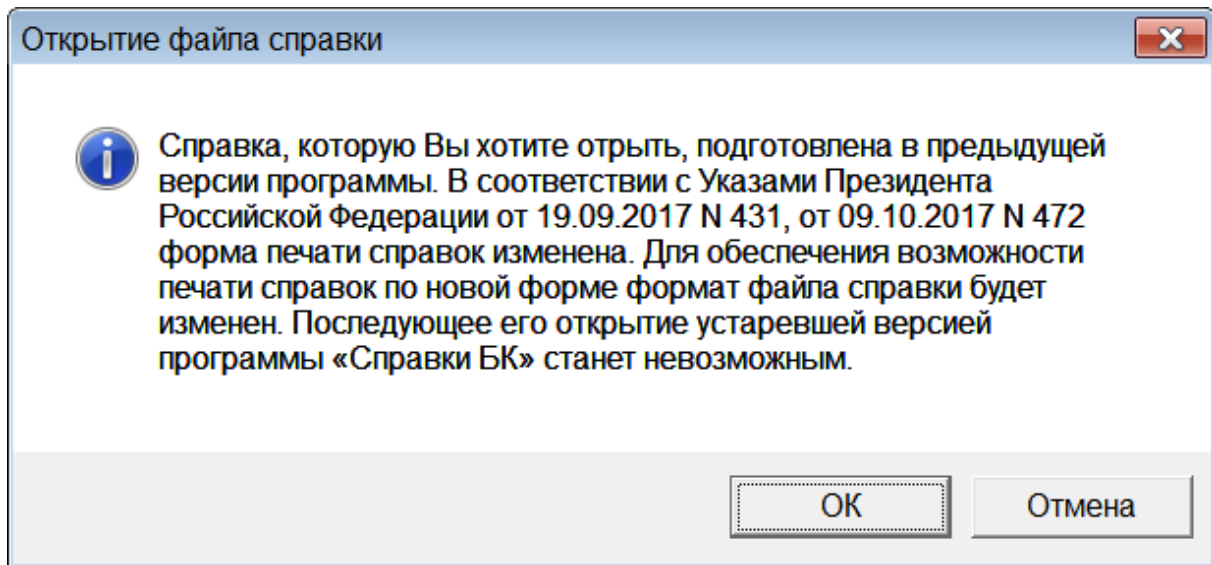 Открытие файла справки
Справка, которую Вы хотите отрыть, подготовлена в предыдущей
версии программы. В соответствии с Указами Президента
Российской Федерации от 19.09.2017 N 431, от 09.10.2017 N 472
форма печати справок изменена. Для обеспечения возможности
печати справок по новой форме формат файла справки будет
изменен. Последующее его открытие устаревшей версией
программы «Справки БК» станет невозможным.
ОК
Отмена